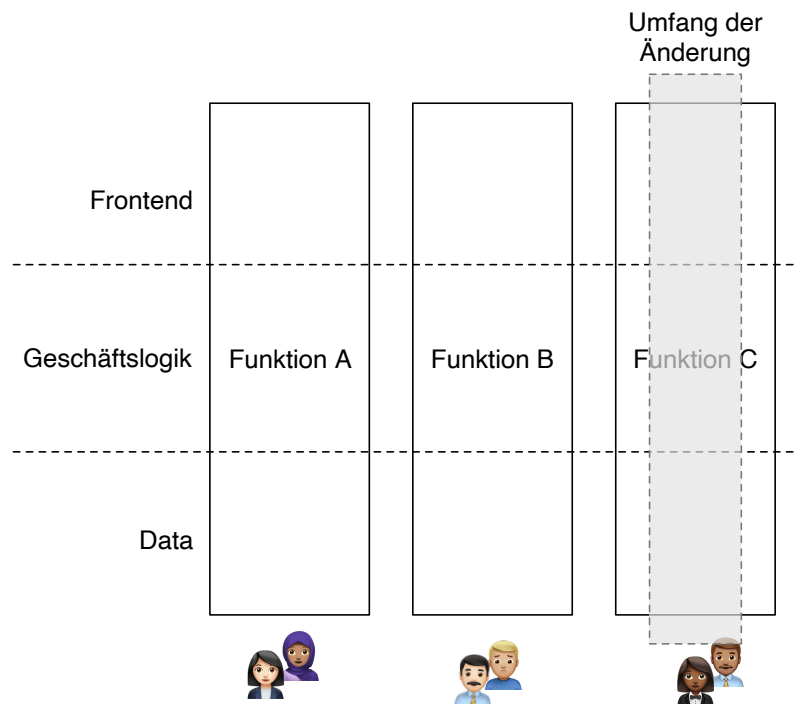 Umfang der
Änderung
Frontend
Geschäftslogik
Funktion A
Funktion B
Funktion C
Data